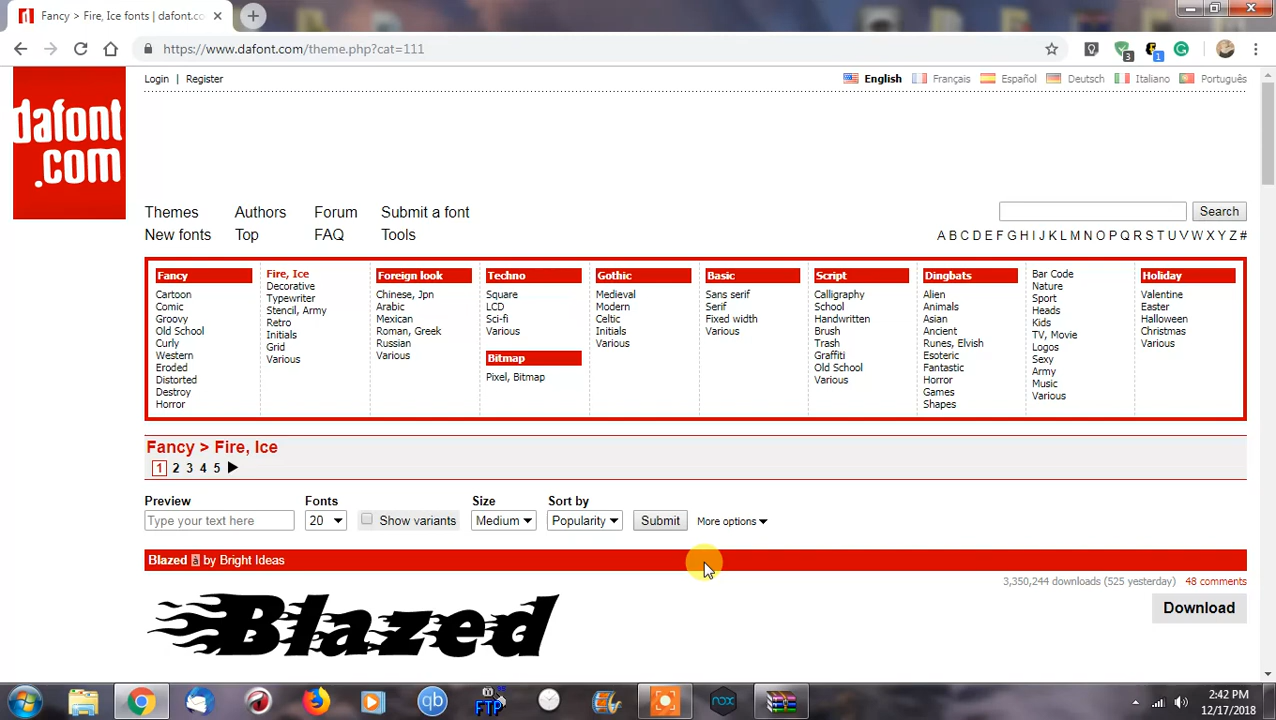 Fancy > Fire, Ice fonts | dafont.co
https://www.dafont.com/theme.php?cat=111
3
1
dafont
.com
Login | Register
English Français Español Deutsch Italiano Português
Themes Authors Forum Submit a font
New fonts Top FAQ Tools
Search
A B C D E F G H I J K L M N O P Q R S T U V W X Y Z #
Fancy
Cartoon
Comic
Groovy
Old School
Curly
Western
Eroded
Distorted
Destroy
Horror
Fire, Ice
Decorative
Typewriter
Stencil, Army
Retro
Initials
Grid
Various
Foreign look
Chinese, Jpn
Arabic
Mexican
Roman, Greek
Russian
Various
Techno
Square
LCD
Sci-fi
Various
Bitmap
Pixel, Bitmap
Gothic
Medieval
Modern
Celtic
Initials
Various
Basic
Sans serif
Serif
Fixed width
Various
Script
Calligraphy
School
Handwritten
Brush
Trash
Graffiti
Old School
Various
Dingbats
Alien
Animals
Asian
Ancient
Runes, Elvish
Esoteric
Fantastic
Horror
Games
Shapes
Bar Code
Nature
Sport
Heads
Kids
TV, Movie
Logos
Sexy
Army
Music
Various
Holiday
Valentine
Easter
Halloween
Christmas
Various
Fancy > Fire, Ice
1 2 3 4 5
Preview Fonts Size Sort by
Type your text here 20 Show variants Medium Popularity Submit More options
Blazed by Bright Ideas
3,350,244 downloads (525 yesterday) 48 comments
Download
Blazed
qb
FTP
nox
2:42 PM
12/17/2018